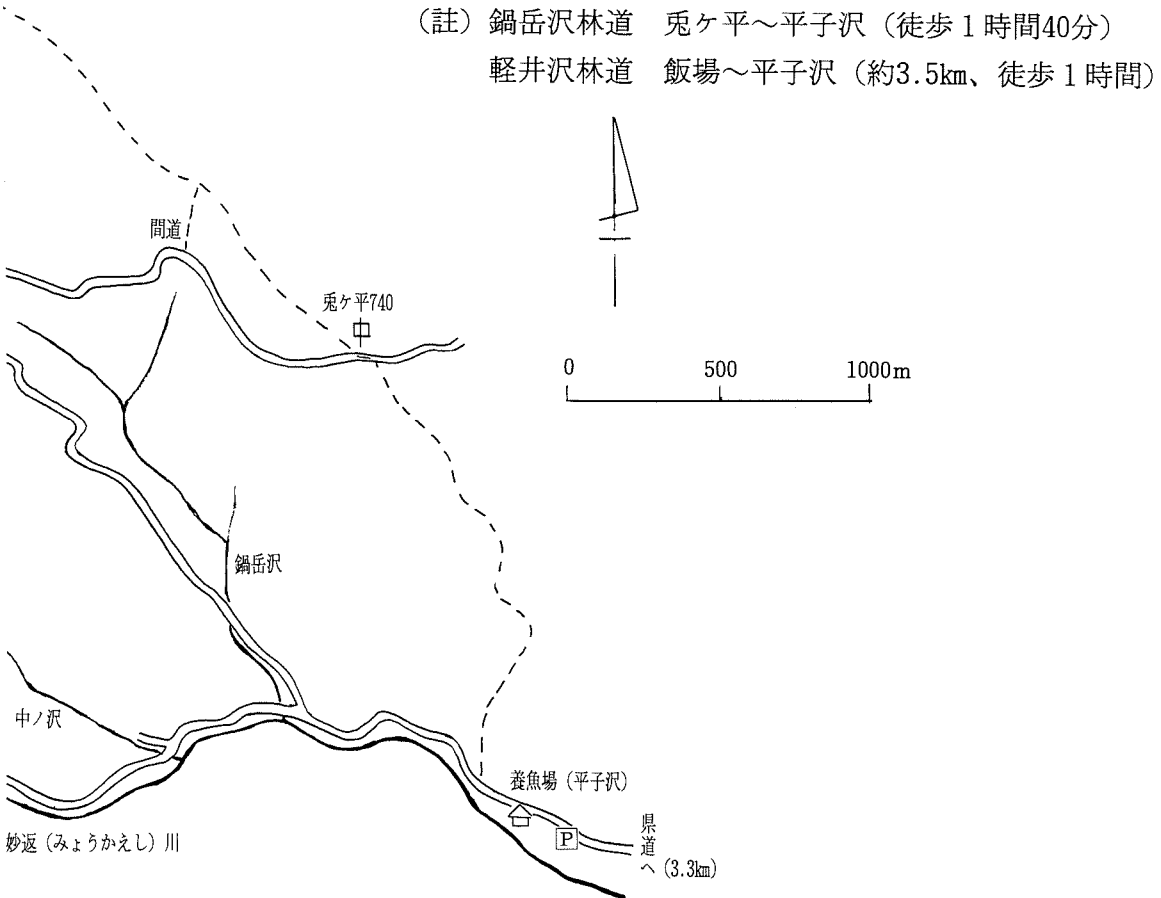 （註）鍋岳沢林道　兎ケ平～平子沢（徒歩１時間40分）
軽井沢林道　飯場～平子沢（約3.5㎞、徒歩１時間）
間道
兎ケ平740
0　500　1000m
鍋岳沢
中ノ沢
養魚場（平子沢）
P
県道へ（3.3㎞）
妙返（みょうかえし）川